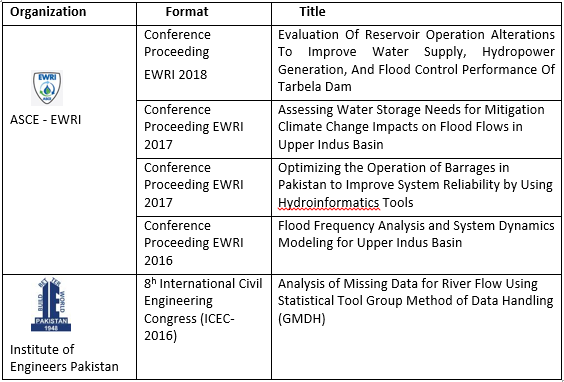 Organization Format Title
Conference
Proceeding
EWRI 2018
Evaluation Of Reservoir Operation Alterations
To Improve Water Supply, Hydropower
Generation, And Flood Control Performance Of
Tarbela Dam
EWRI
ASCE - EWRI
Conference
Proceeding EWRI
2017
Assessing Water Storage Needs for Mitigation
Climate Change Impacts on Flood Flows in
Upper Indus Basin
Conference
Proceeding EWRI
2017
Optimizing the Operation of Barrages in
Pakistan to Improve System Reliability by Using
Hydroinformatics Tools
Conference
Proceeding EWRI
2016
Flood Frequency Analysis and System Dynamics
Modeling for Upper Indus Basin
BUILD BETTER WORLD
PAKISTAN
1948
Institute of
Engineers Pakistan
8h International Civil
Engineering
Congress (ICEC-
2016)
Analysis of Missing Data for River Flow Using
Statistical Tool Group Method of Data Handling
(GMDH)